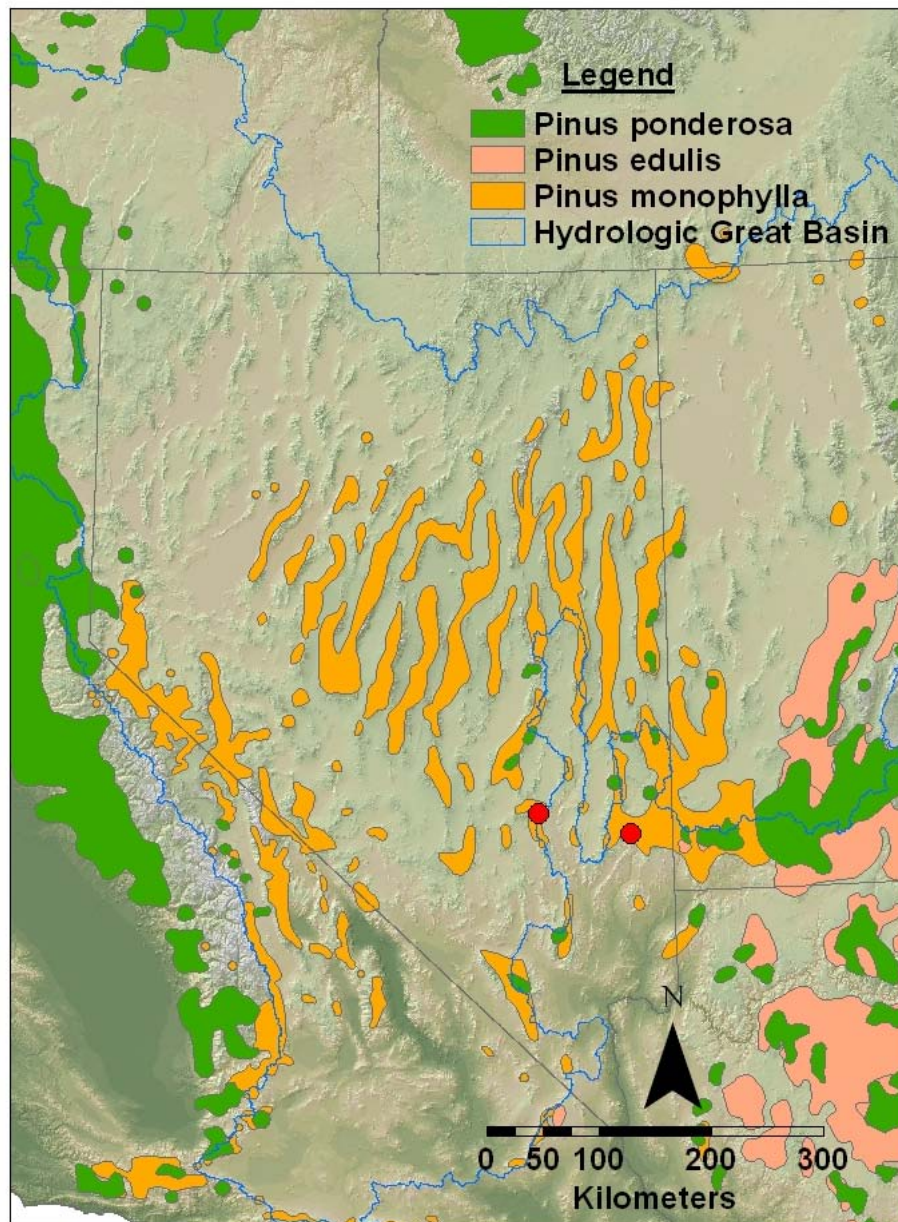 Legend
Pinus ponderosa
Pinus edulis
Pinus monophylla
Hydrologic Great Basin
N
0 50 100 200 300
Kilometers